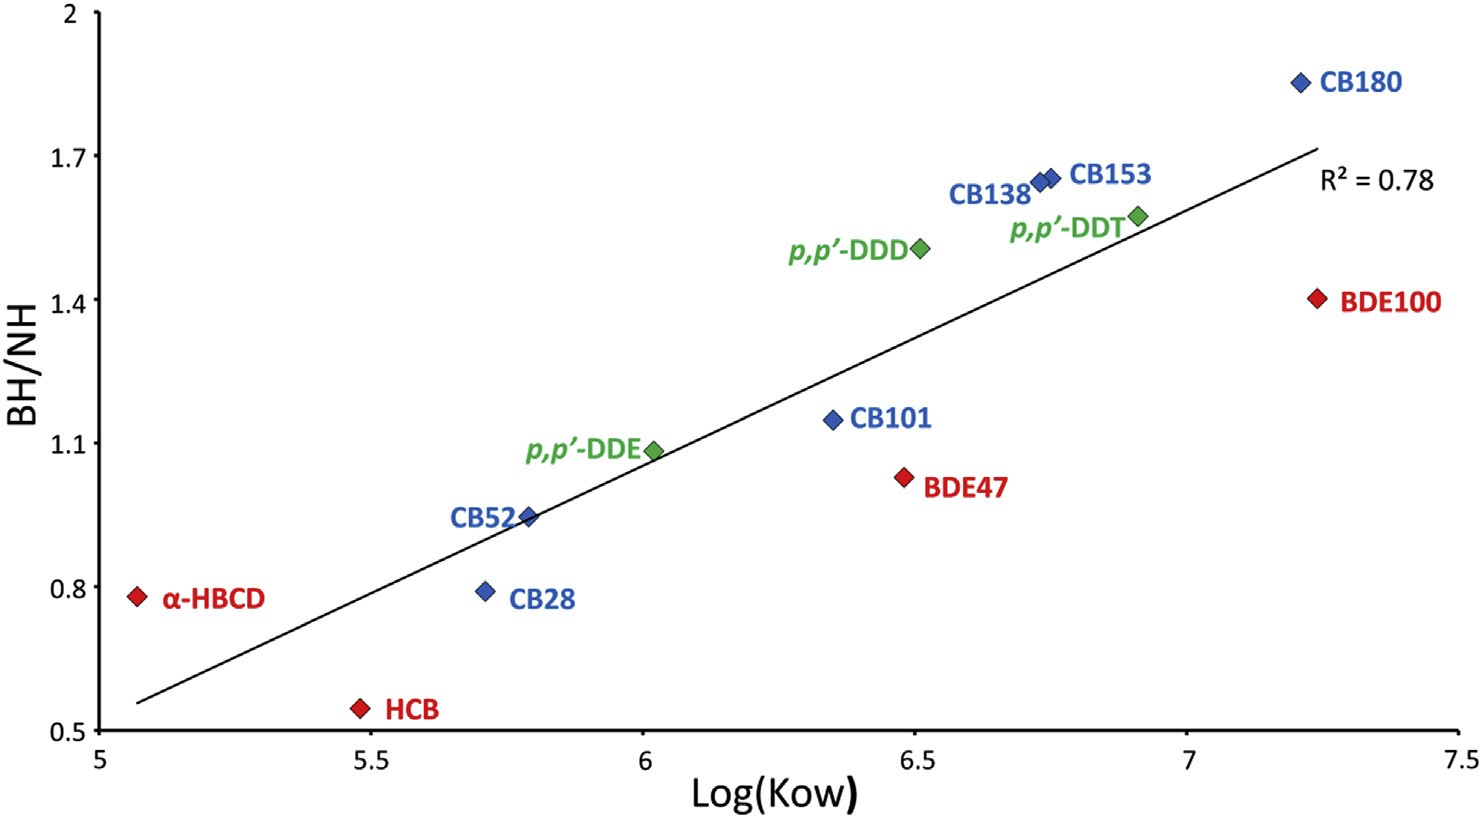 2
CB180
1.7
R² = 0.78
CB153
CB138
p,p’-DDT
p,p’-DDD
1.4
BDE100
BH/NH
CB101
1.1
p,p’-DDE
BDE47
CB52
0.8
α-HBCD
CB28
HCB
0.5
5 5.5 6 6.5 7 7.5
Log(Kow)